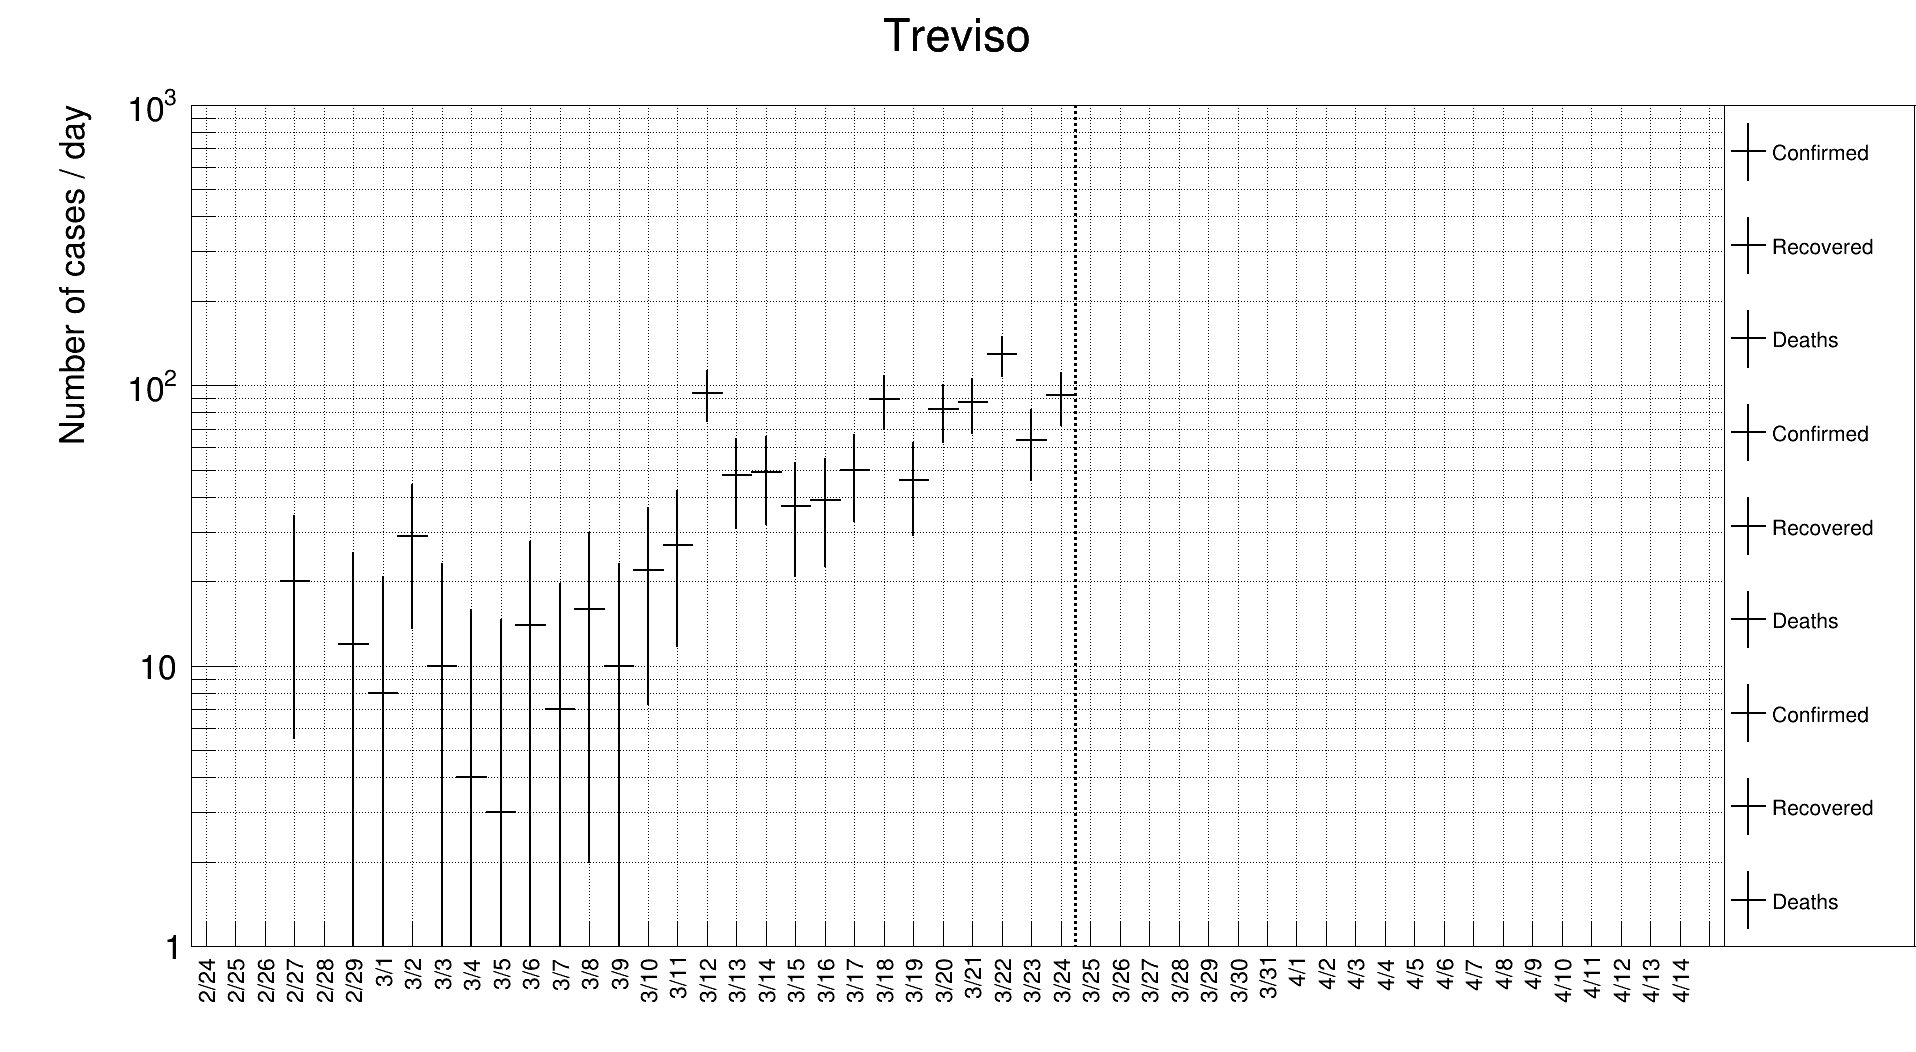 Treviso
Number of cases / day
10³
10²
10
1
2/24 2/25 2/26 2/27 2/28 2/29 3/1 3/2 3/3 3/4 3/5 3/6 3/7 3/8 3/9 3/10 3/11 3/12 3/13 3/14 3/15 3/16 3/17 3/18 3/19 3/20 3/21 3/22 3/23 3/24 3/25 3/26 3/27 3/28 3/29 3/30 3/31 4/1 4/2 4/3 4/4 4/5 4/6 4/7 4/8 4/9 4/10 4/11 4/12 4/13 4/14
Confirmed
Recovered
Deaths
Confirmed
Recovered
Deaths
Confirmed
Recovered
Deaths